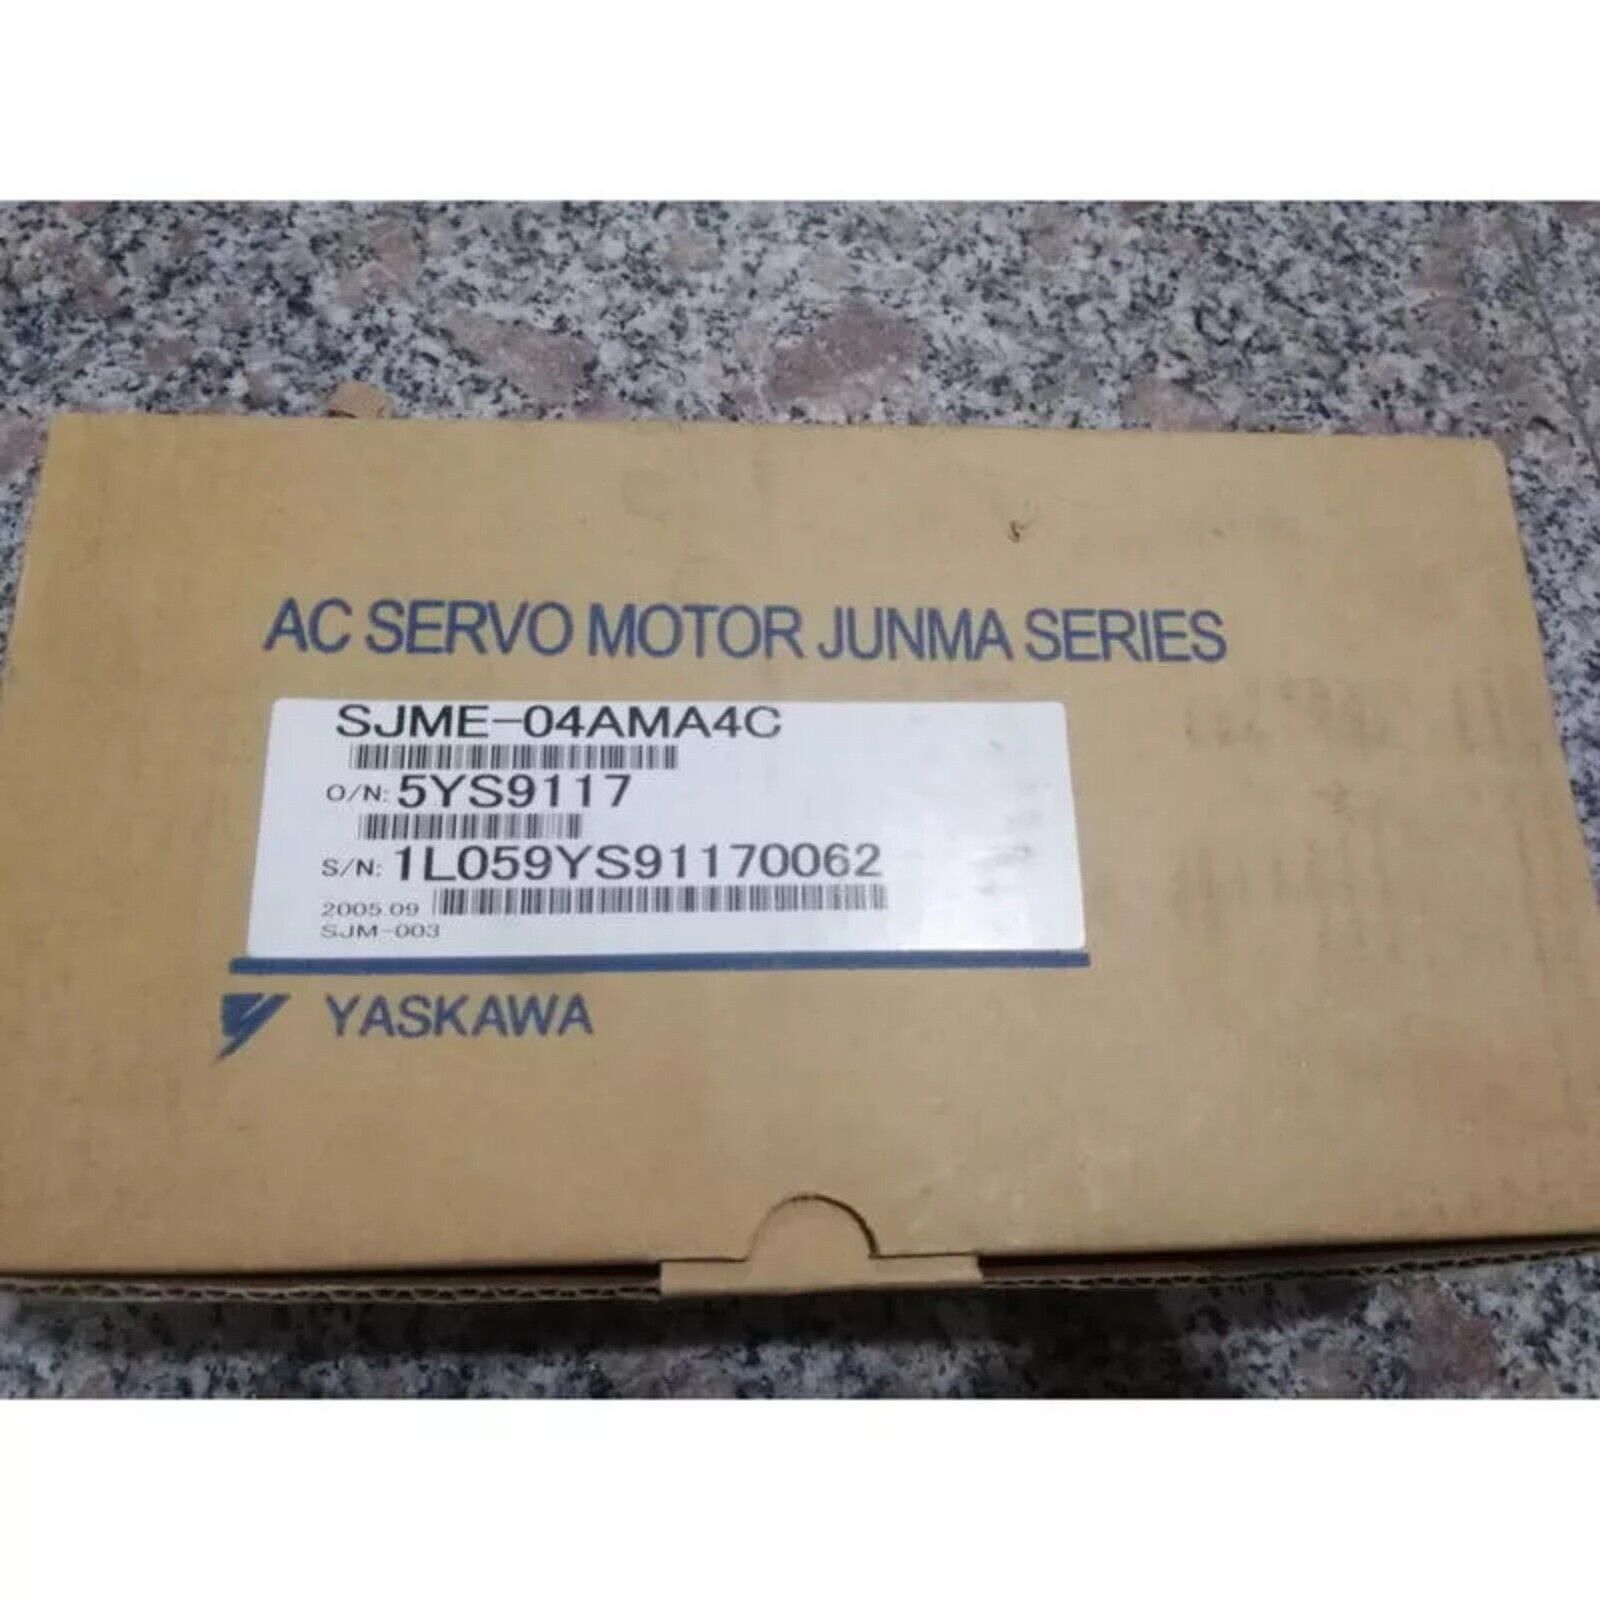 AC SERVO MOTOR JUNMA SERIES
SJME-04AMA4C
O/N: 5YS9117
S/N: 1L059YS91170062
2005.09
SJM-003
YASKAWA